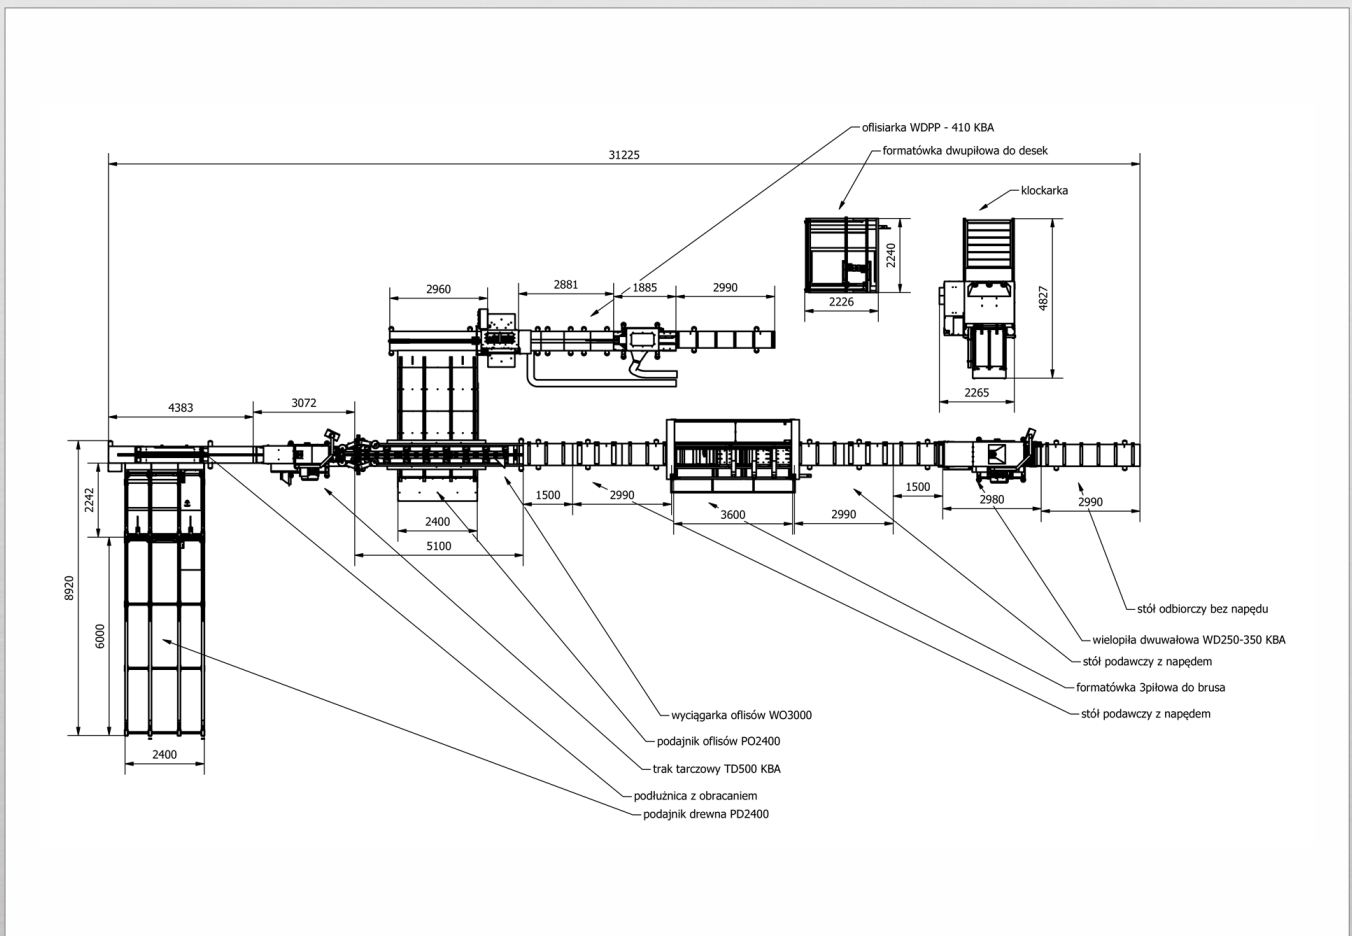 oflisiarka WDPP - 410 KBA
formatówka dwupiłowa do desek
31225
klockarka
2240
2226
4827
2265
2960
2881
1885
2990
4383
3072
2242
8920
6000
2400
2400
5100
1500
2990
3600
2990
1500
2980
2990
stół odbiorczy bez napędu
wielopiła dwuwałowa WD250-350 KBA
stół podawczy z napędem
formatówka 3piłowa do brusa
stół podawczy z napędem
wyciągarka oflisów WO3000
podajnik oflisów PO2400
trak tarczowy TD500 KBA
podłużnica z obracaniem
podajnik drewna PD2400